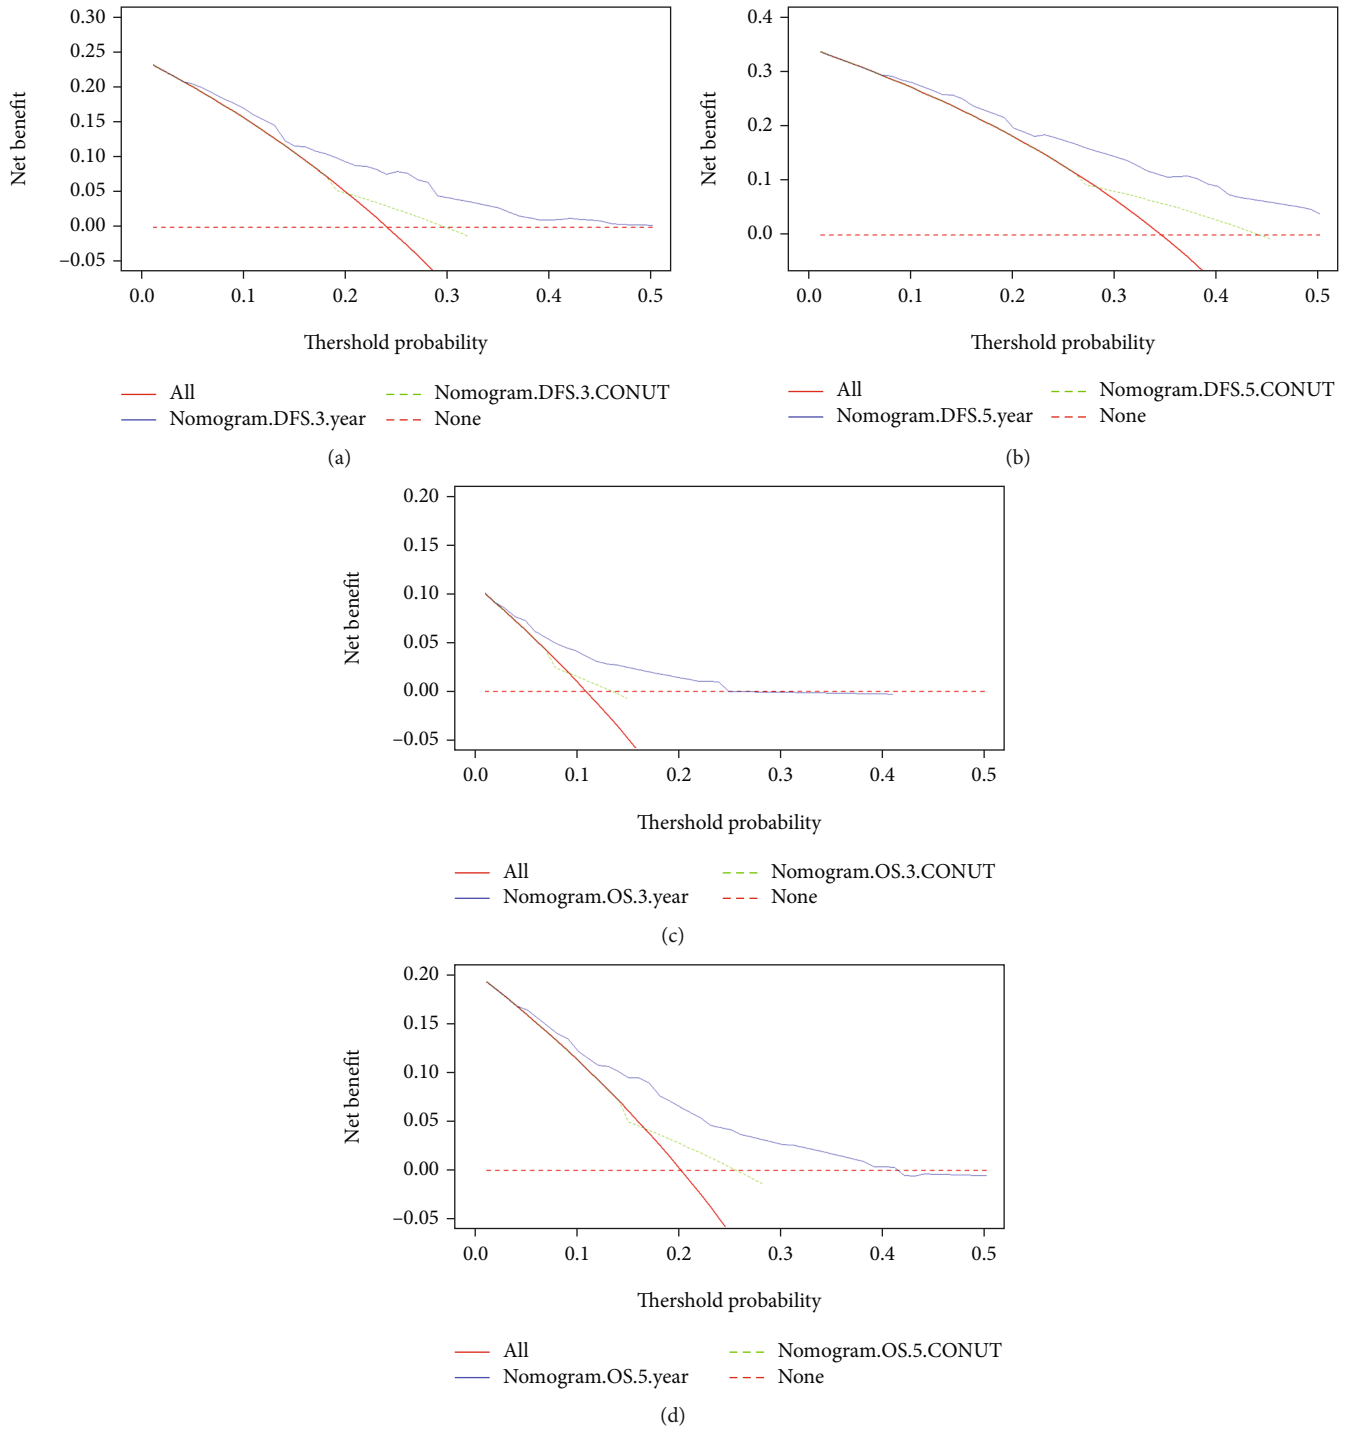 0.30
0.25
0.20
0.15
0.10
0.05
0.00
–0.05
Net benefit
0.0 0.1 0.2 0.3 0.4 0.5
Thershold probability
All Nomogram.DFS.3.CONUT
Nomogram.DFS.3.year None
(a)
0.4
0.3
0.2
0.1
0.0
Net benefit
0.0 0.1 0.2 0.3 0.4 0.5
Thershold probability
All Nomogram.DFS.5.CONUT
Nomogram.DFS.5.year None
(b)
0.20
0.15
0.10
0.05
0.00
–0.05
Net benefit
0.0 0.1 0.2 0.3 0.4 0.5
Thershold probability
All Nomogram.OS.3.CONUT
Nomogram.OS.3.year None
(c)
0.20
0.15
0.10
0.05
0.00
–0.05
Net benefit
0.0 0.1 0.2 0.3 0.4 0.5
Thershold probability
All Nomogram.OS.5.CONUT
Nomogram.OS.5.year None
(d)